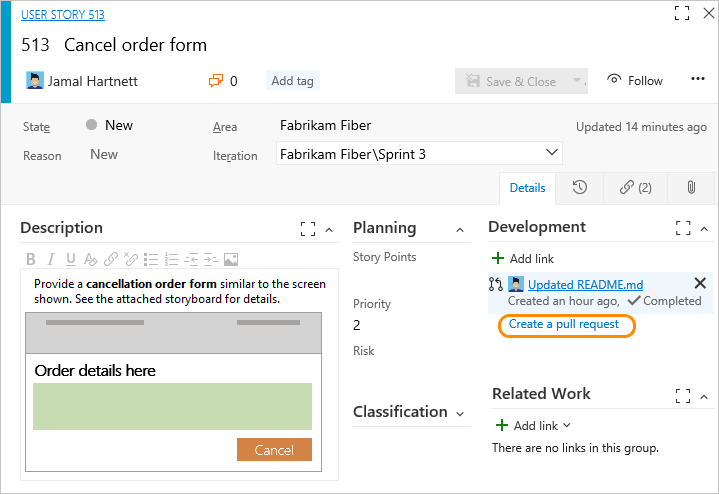 USER STORY 513
513 Cancel order form
Jamal Hartnett 0 Add tag Save & Close Follow
State New Area Fabrikam Fiber Updated 14 minutes ago
Reason New Iteration Fabrikam Fiber\Sprint 3
Details (2)
Description
B I U
Provide a cancellation order form similar to the screen
shown. See the attached storyboard for details.
Order details here
Cancel
Planning
Story Points
Priority
2
Risk
Classification
Development
Add link
Updated README.md
Created an hour ago, Completed
Create a pull request
Related Work
Add link
There are no links in this group.